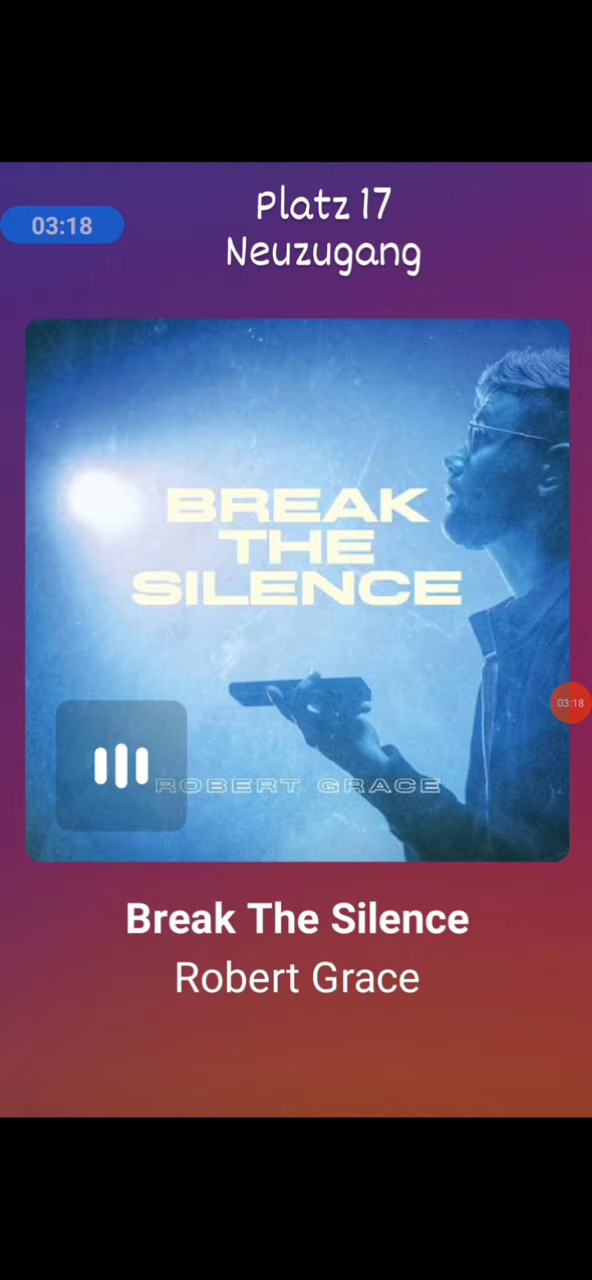 Platz 17
03:18
Neuzugang
BREAK
THE
SILENCE
03:18
ROBERT GRACE
Break The Silence
Robert Grace